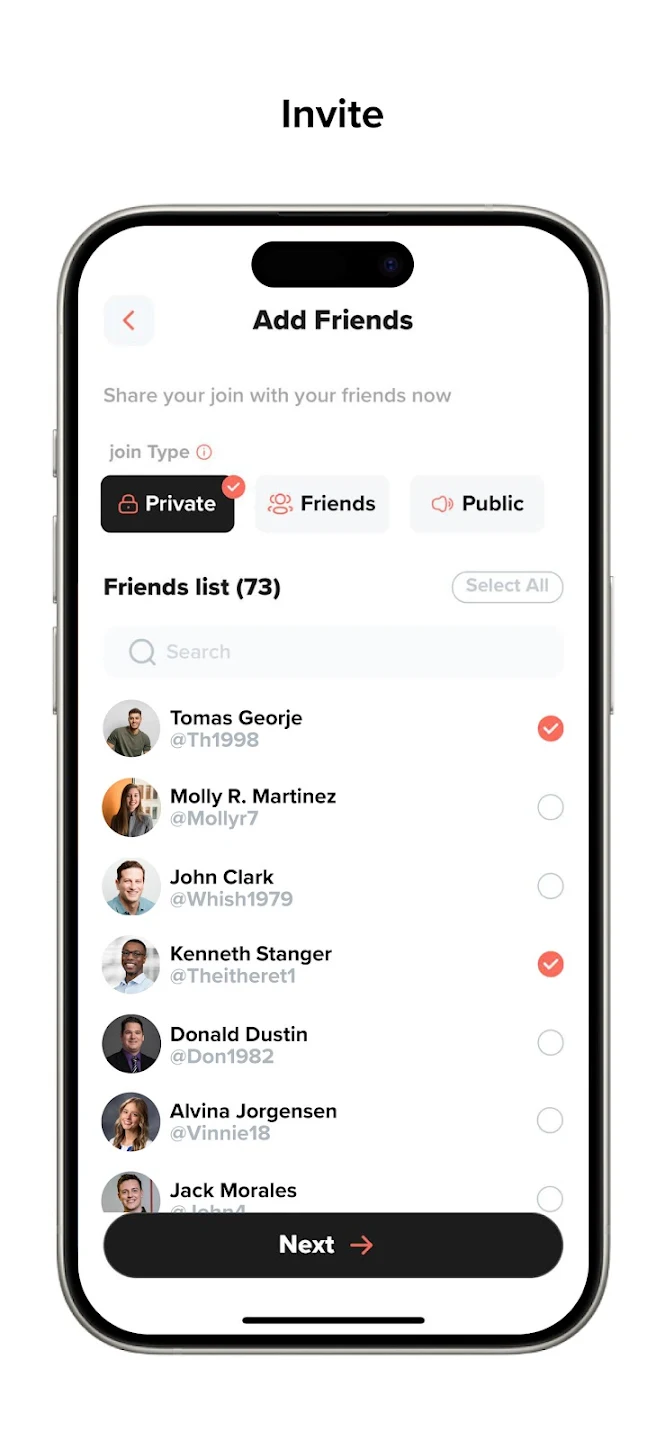 Invite
Add Friends
Share your join with your friends now
join Type
Private
Friends
Public
Friends list (73)
Select All
Search
Tomas Georje
@Th1998
Molly R. Martinez
@Mollyr7
John Clark
@Whish1979
Kenneth Stanger
@Theitheret1
Donald Dustin
@Don1982
Alvina Jorgensen
@Vinnie18
Jack Morales
@John4
Next